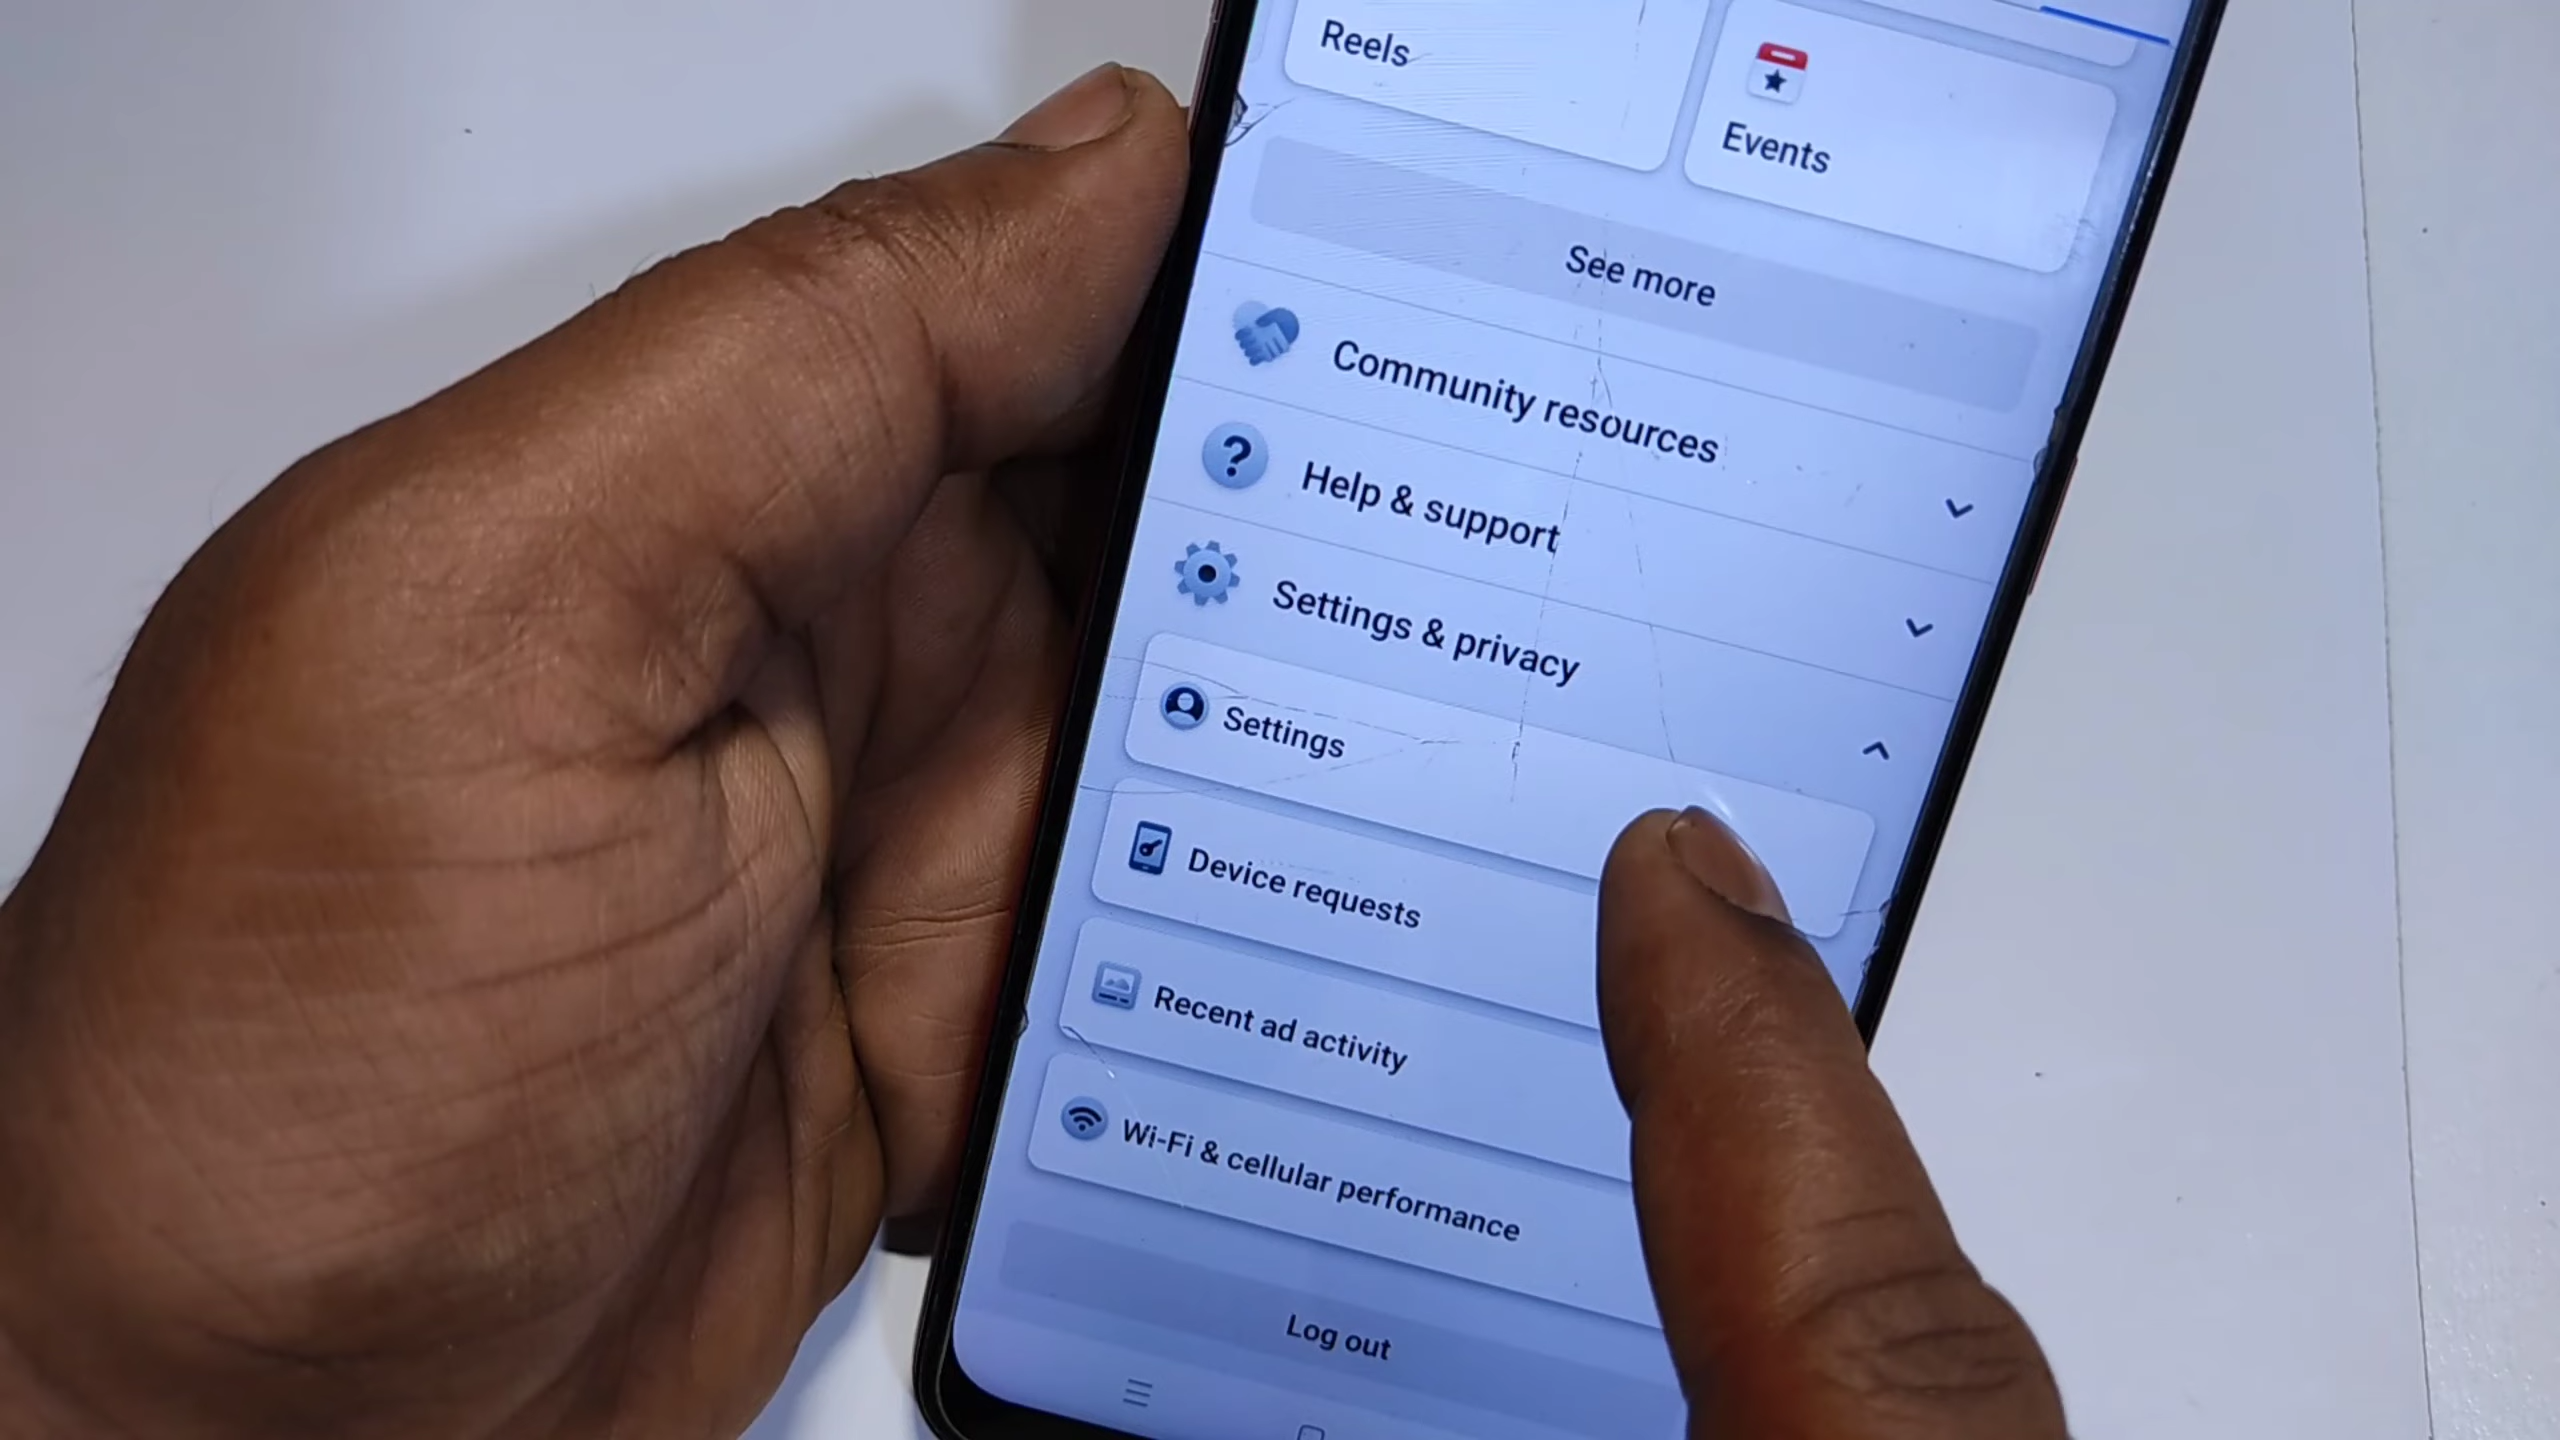 Reels
Events
See more
Community resources
Help & support
Settings & privacy
Settings
Device requests
Recent ad activity
Wi-Fi & cellular performance
Log out